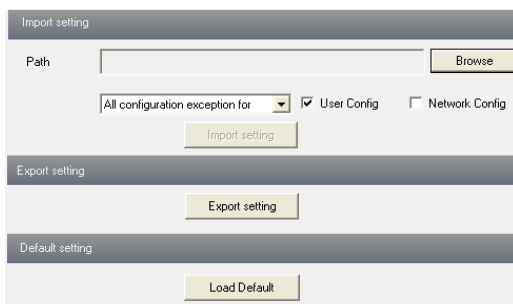 Import setting
Path
Browse
All configuration exception for User Config Network Config
Import setting
Export setting
Export setting
Default setting
Load Default